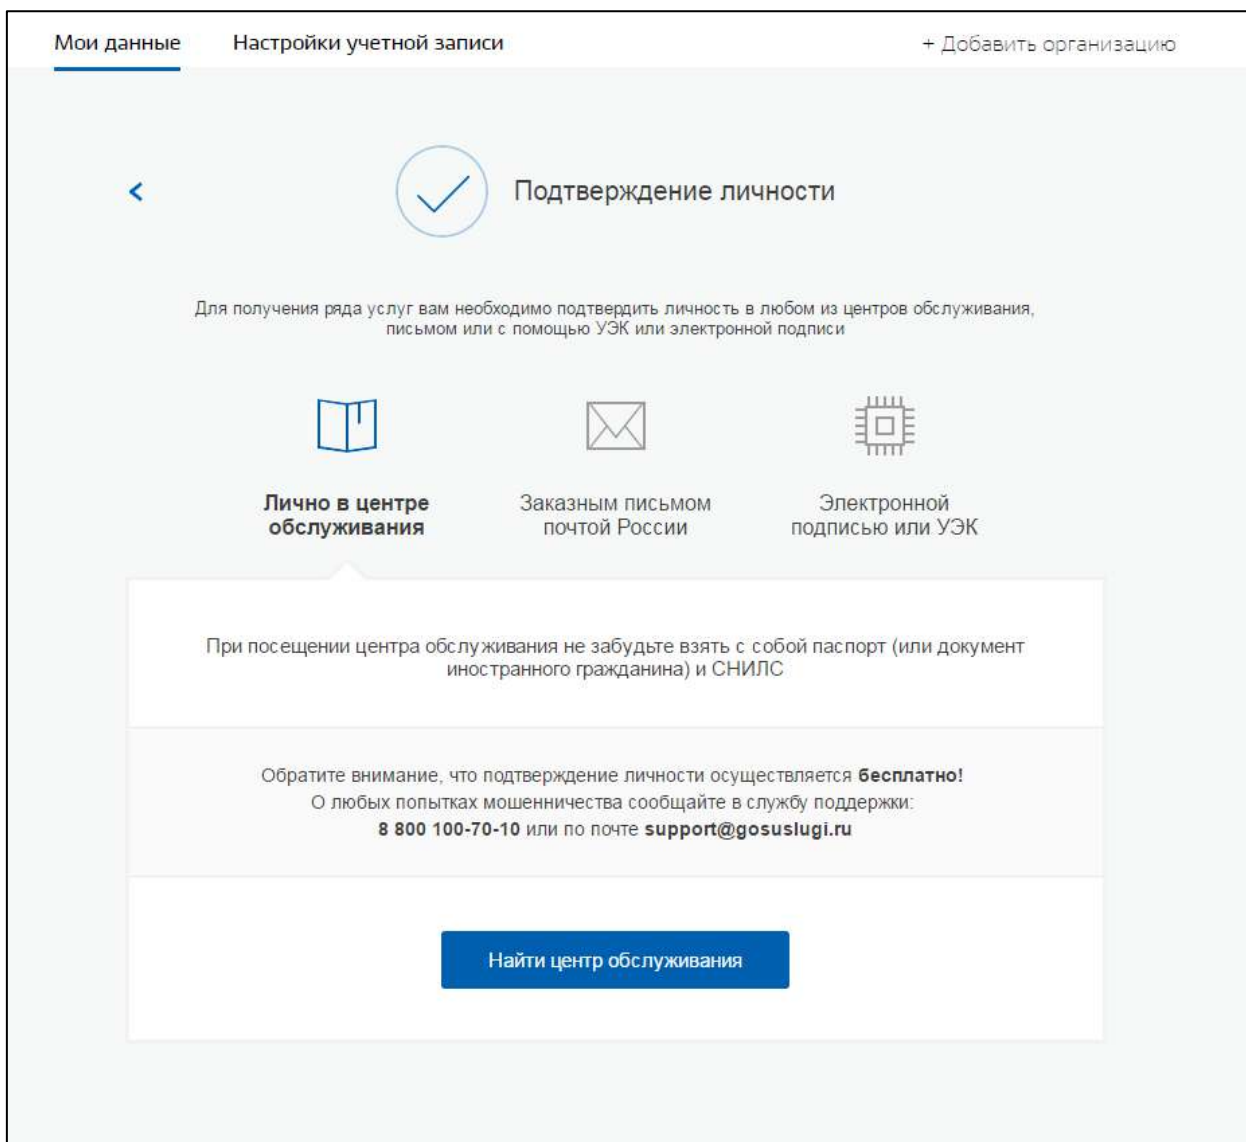 Мои данные
Настройки учетной записи
+ Добавить организацию
Подтверждение личности
Для получения ряда услуг вам необходимо подтвердить личность в любом из центров обслуживания,
письмом или с помощью УЭК или электронной подписи
Лично в центре
обслуживания
Заказным письмом
почтой России
Электронной
подписью или УЭК
При посещении центра обслуживания не забудьте взять с собой паспорт (или документ
иностранного гражданина) и СНИЛС
Обратите внимание, что подтверждение личности осуществляется бесплатно!
О любых попытках мошенничества сообщайте в службу поддержки:
8 800 100-70-10 или по почте support@gosuslugi.ru
Найти центр обслуживания